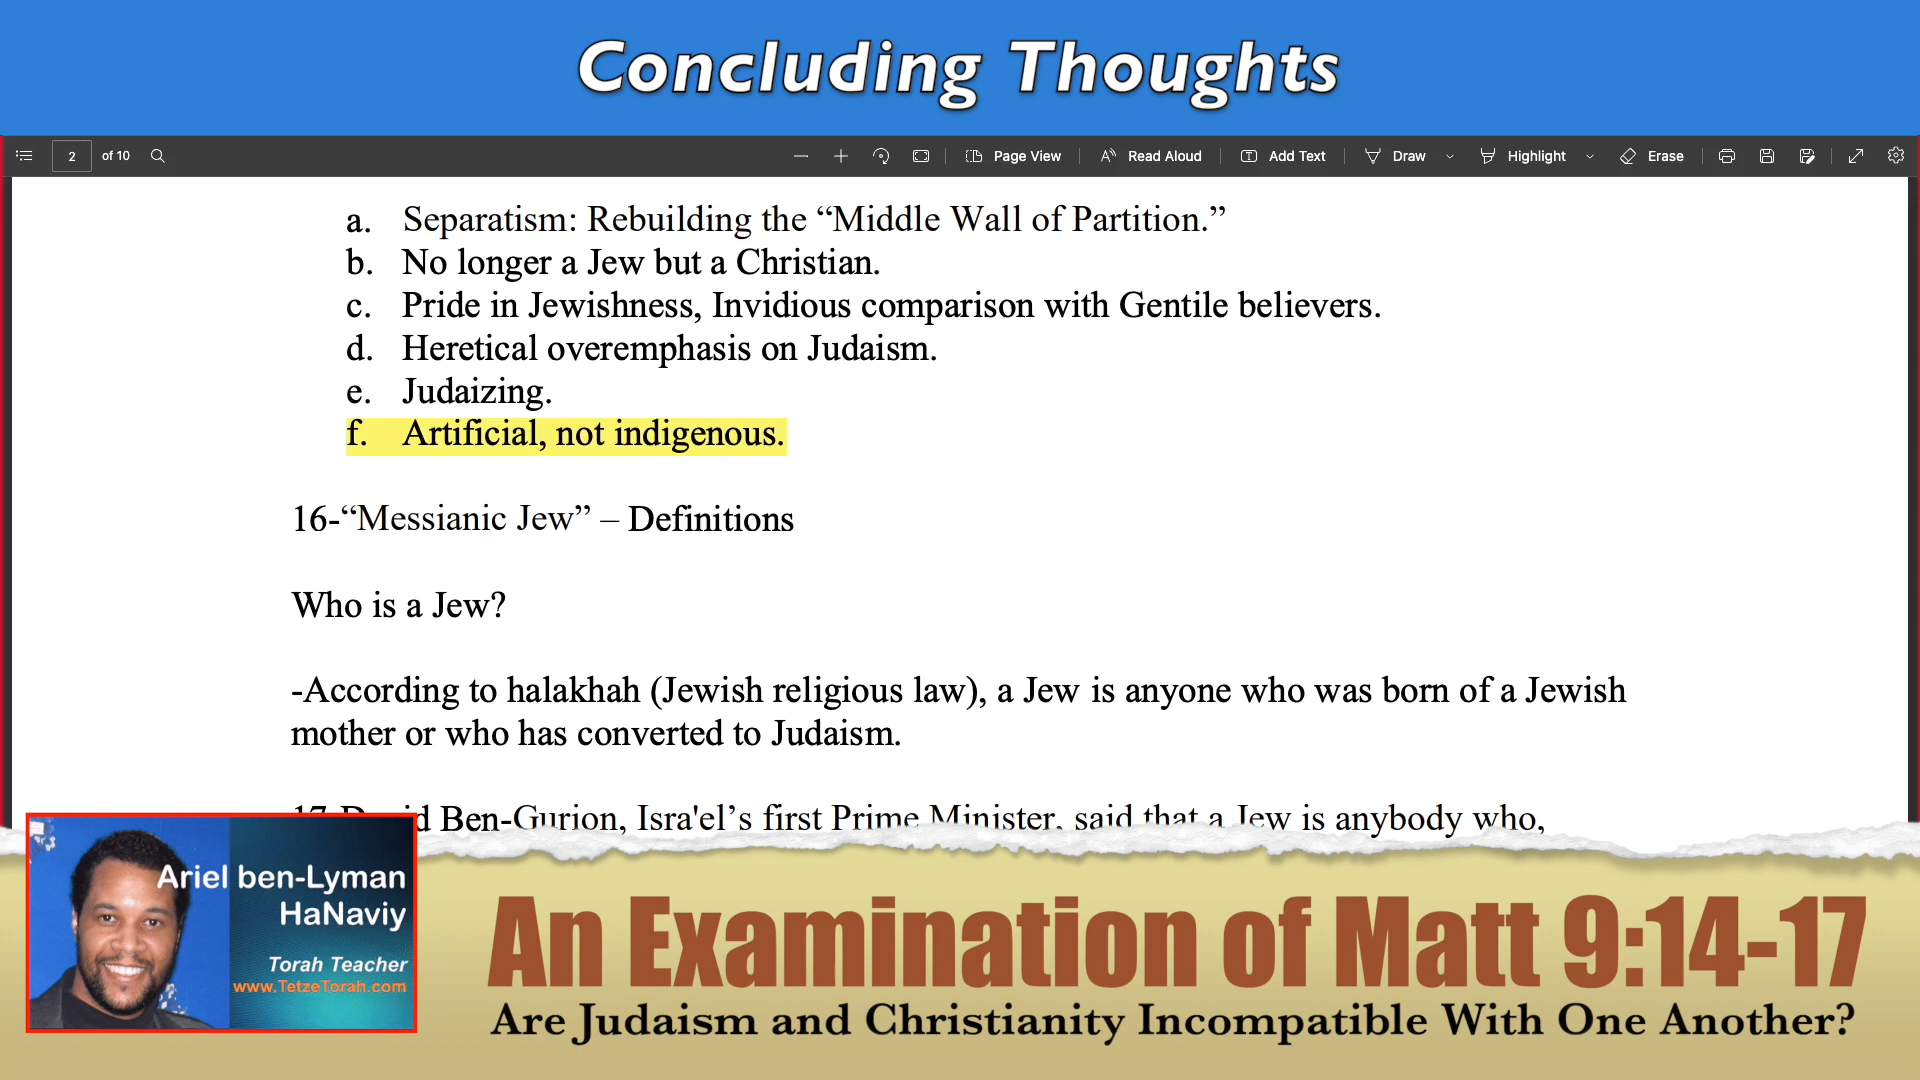 Concluding Thoughts
2 of 10 Page View Read Aloud Add Text Draw Highlight Erase
a. Separatism: Rebuilding the “Middle Wall of Partition.”
b. No longer a Jew but a Christian.
c. Pride in Jewishness, Invidious comparison with Gentile believers.
d. Heretical overemphasis on Judaism.
e. Judaizing.
f. Artificial, not indigenous.
16-“Messianic Jew” – Definitions
Who is a Jew?
-According to halakhah (Jewish religious law), a Jew is anyone who was born of a Jewish
mother or who has converted to Judaism.
17-David Ben-Gurion, Isra'el’s first Prime Minister, said that a Jew is anybody who,
Ariel ben-Lyman
HaNaviy
Torah Teacher
www.TetzeTorah.com
An Examination of Matt 9:14-17
Are Judaism and Christianity Incompatible With One Another?